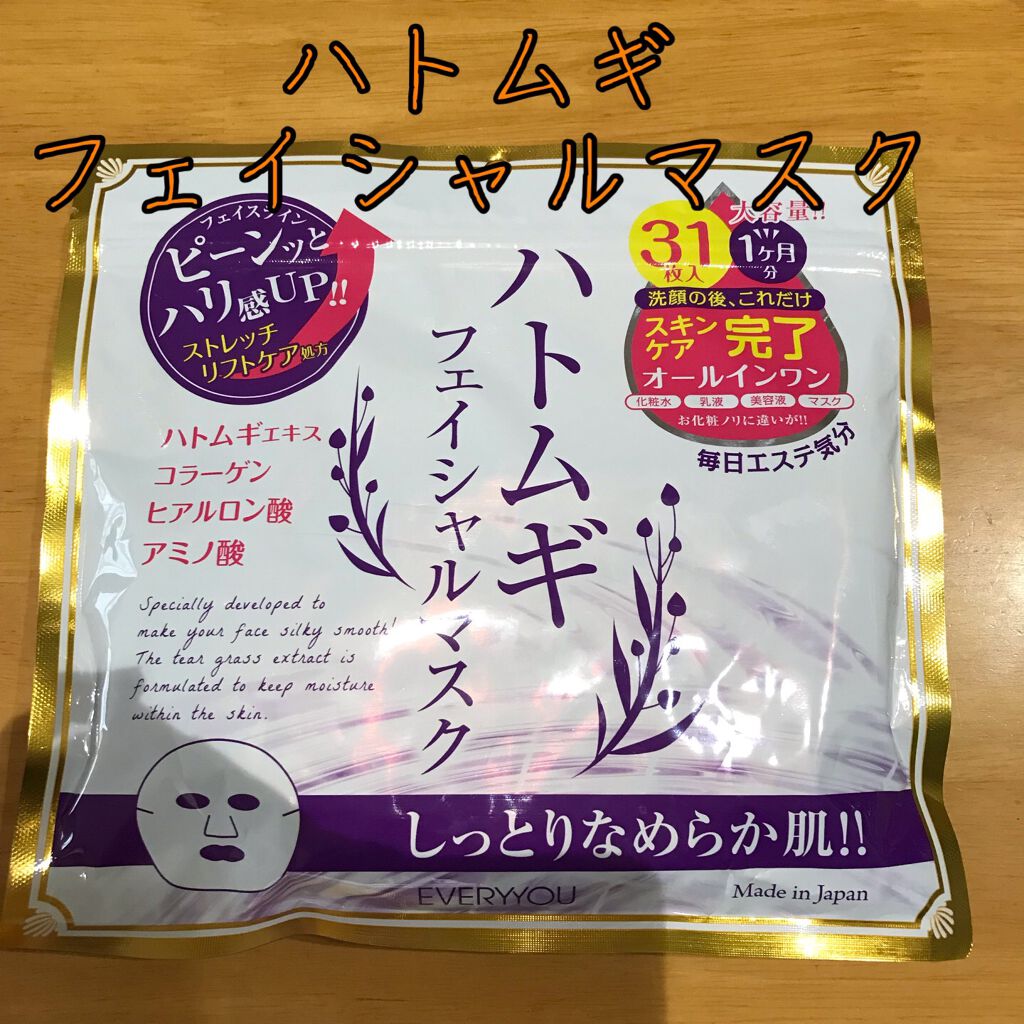 ハトムギ
フェイシャルマスク
フェイスライン
ピーンッと
ハリ感UP!!
ストレッチ
リフトケア処方
大容量!!
31枚入
1ヶ月分
洗顔の後、これだけ
スキンケア 完了
オールインワン
化粧水 乳液 美容液 マスク
お化粧ノリに違いが!!
毎日エステ気分
ハトムギ
フェイシャルマスク
ハトムギエキス
コラーゲン
ヒアルロン酸
アミノ酸
Specially developed to
make your face silky smooth!
The tear grass extract is
formulated to keep moisture
within the skin.
しっとりなめらか肌!!
EVERYYOU
Made in Japan